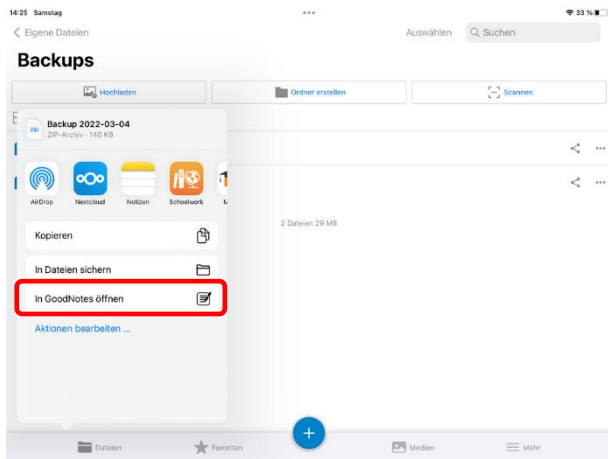 14:25 Samstag
33 %
Eigene Dateien
Auswählen
Suchen
Backups
Hochladen
Ordner erstellen
Scannen
zip
Backup 2022-03-04
ZIP-Archiv · 140 KB
AirDrop
Nextcloud
Notizen
Schoolwork
2 Dateien 29 MB
Kopieren
In Dateien sichern
In GoodNotes öffnen
Aktionen bearbeiten ...
Dateien
Favoriten
Medien
Mehr